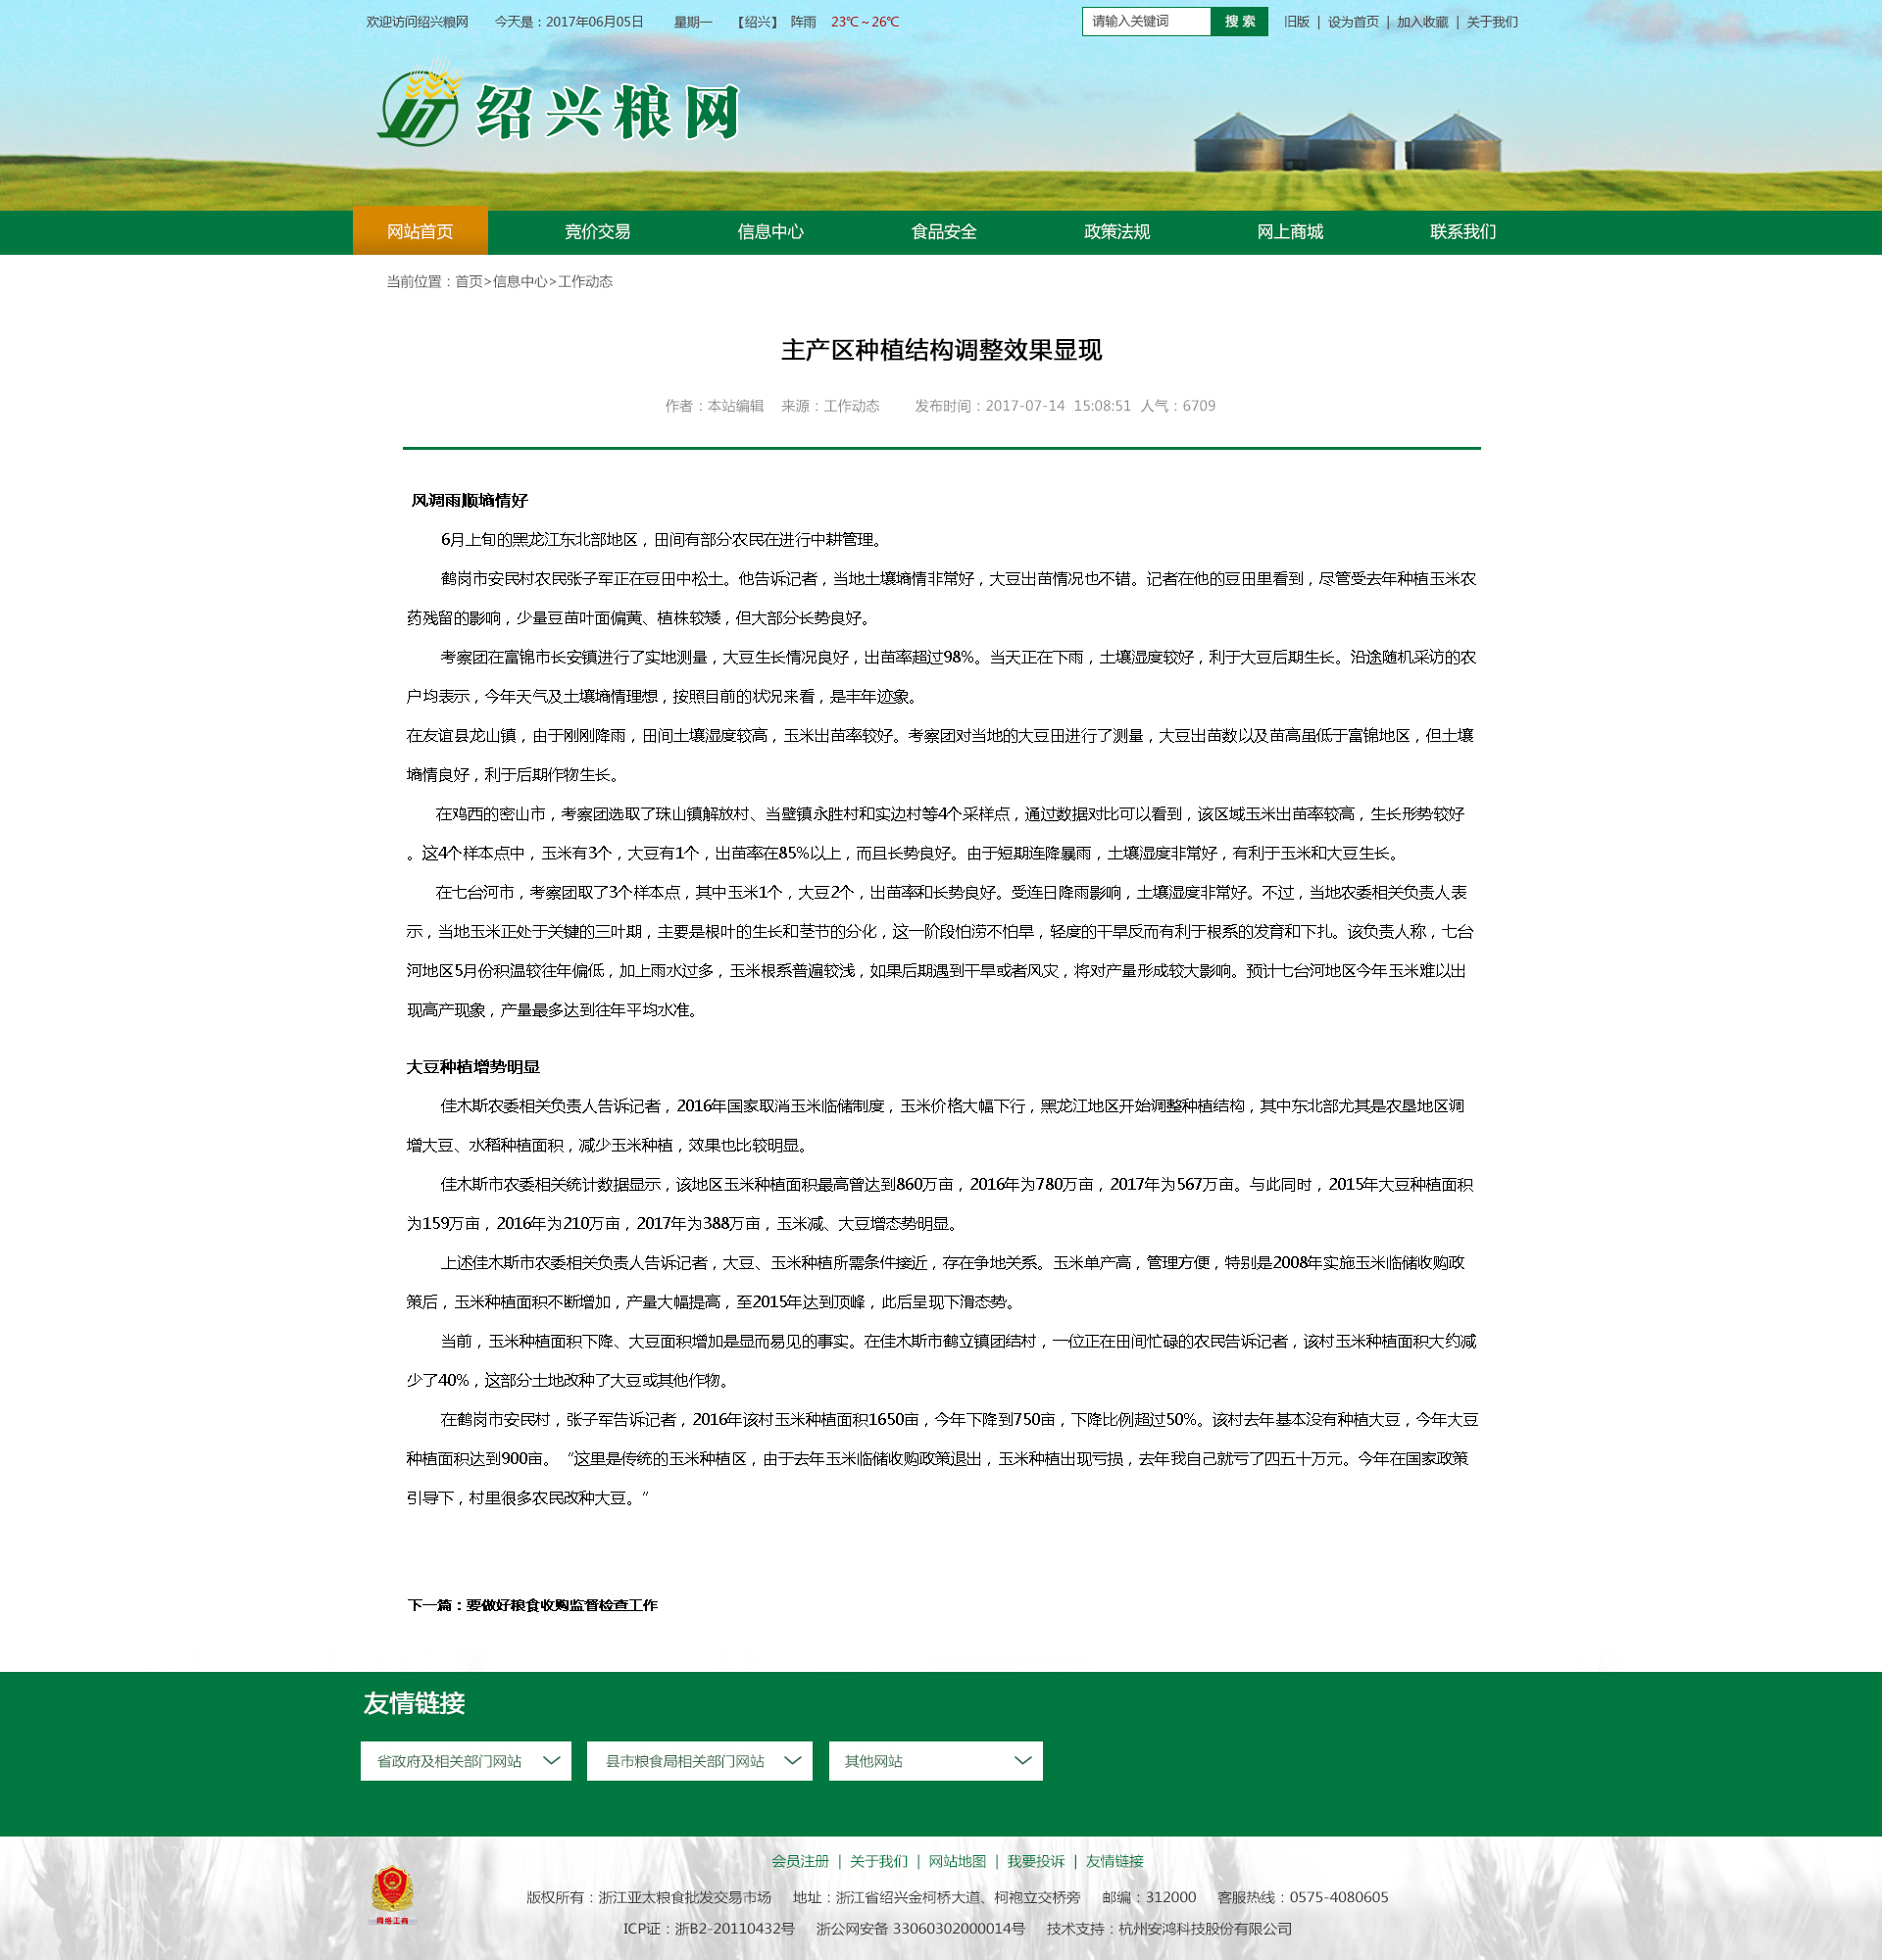 欢迎访问绍兴粮网 今天是：2017年06月05日 星期一 【绍兴】 阵雨 23℃~26℃ 请输入关键词 搜 索 旧版 | 设为首页 | 加入收藏 | 关于我们
绍兴粮网
网站首页 竞价交易 信息中心 食品安全 政策法规 网上商城 联系我们
当前位置：首页>信息中心>工作动态
主产区种植结构调整效果显现
作者：本站编辑 来源：工作动态 发布时间：2017-07-14 15:08:51 人气：6709
风调雨顺墒情好
6月上旬的黑龙江东北部地区，田间有部分农民在进行中耕管理。
鹤岗市安民村农民张子军正在豆田中松土。他告诉记者，当地土壤墒情非常好，大豆出苗情况也不错。记者在他的豆田里看到，尽管受去年种植玉米农
药残留的影响，少量豆苗叶面偏黄、植株较矮，但大部分长势良好。
考察团在富锦市长安镇进行了实地测量，大豆生长情况良好，出苗率超过98%。当天正在下雨，土壤湿度较好，利于大豆后期生长。沿途随机采访的农
户均表示，今年天气及土壤墒情理想，按照目前的状况来看，是丰年迹象。
在友谊县龙山镇，由于刚刚降雨，田间土壤湿度较高，玉米出苗率较好。考察团对当地的大豆田进行了测量，大豆出苗数以及苗高虽低于富锦地区，但土壤
墒情良好，利于后期作物生长。
在鸡西的密山市，考察团选取了珠山镇解放村、当壁镇永胜村和实边村等4个采样点，通过数据对比可以看到，该区域玉米出苗率较高，生长形势较好
。这4个样本点中，玉米有3个，大豆有1个，出苗率在85%以上，而且长势良好。由于短期连降暴雨，土壤湿度非常好，有利于玉米和大豆生长。
在七台河市，考察团取了3个样本点，其中玉米1个，大豆2个，出苗率和长势良好。受连日降雨影响，土壤湿度非常好。不过，当地农委相关负责人表
示，当地玉米正处于关键的三叶期，主要是根叶的生长和茎节的分化，这一阶段怕涝不怕旱，轻度的干旱反而有利于根系的发育和下扎。该负责人称，七台
河地区5月份积温较往年偏低，加上雨水过多，玉米根系普遍较浅，如果后期遇到干旱或者风灾，将对产量形成较大影响。预计七台河地区今年玉米难以出
现高产现象，产量最多达到往年平均水准。
大豆种植增势明显
佳木斯农委相关负责人告诉记者，2016年国家取消玉米临储制度，玉米价格大幅下行，黑龙江地区开始调整种植结构，其中东北部尤其是农垦地区调
增大豆、水稻种植面积，减少玉米种植，效果也比较明显。
佳木斯市农委相关统计数据显示，该地区玉米种植面积最高曾达到860万亩，2016年为780万亩，2017年为567万亩。与此同时，2015年大豆种植面积
为159万亩，2016年为210万亩，2017年为388万亩，玉米减、大豆增态势明显。
上述佳木斯市农委相关负责人告诉记者，大豆、玉米种植所需条件接近，存在争地关系。玉米单产高，管理方便，特别是2008年实施玉米临储收购政
策后，玉米种植面积不断增加，产量大幅提高，至2015年达到顶峰，此后呈现下滑态势。
当前，玉米种植面积下降、大豆面积增加是显而易见的事实。在佳木斯市鹤立镇团结村，一位正在田间忙碌的农民告诉记者，该村玉米种植面积大约减
少了40%，这部分土地改种了大豆或其他作物。
在鹤岗市安民村，张子军告诉记者，2016年该村玉米种植面积1650亩，今年下降到750亩，下降比例超过50%。该村去年基本没有种植大豆，今年大豆
种植面积达到900亩。“这里是传统的玉米种植区，由于去年玉米临储收购政策退出，玉米种植出现亏损，去年我自己就亏了四五十万元。今年在国家政策
引导下，村里很多农民改种大豆。”
下一篇：要做好粮食收购监督检查工作
友情链接
省政府及相关部门网站 县市粮食局相关部门网站 其他网站
会员注册 | 关于我们 | 网站地图 | 我要投诉 | 友情链接
版权所有：浙江亚太粮食批发交易市场 地址：浙江省绍兴金柯桥大道、柯袍立交桥旁 邮编：312000 客服热线：0575-4080605
网络工商
ICP证：浙B2-20110432号 浙公网安备 33060302000014号 技术支持：杭州安鸿科技股份有限公司